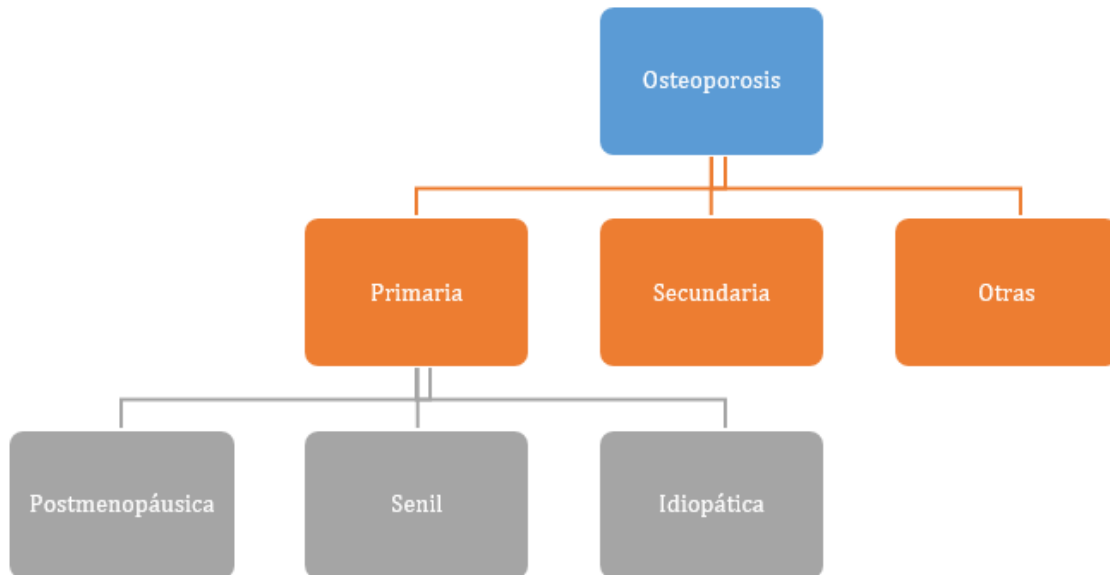 Osteoporosis
Primaria
Secundaria
Otras
Postmenopáusica
Senil
Idiopática